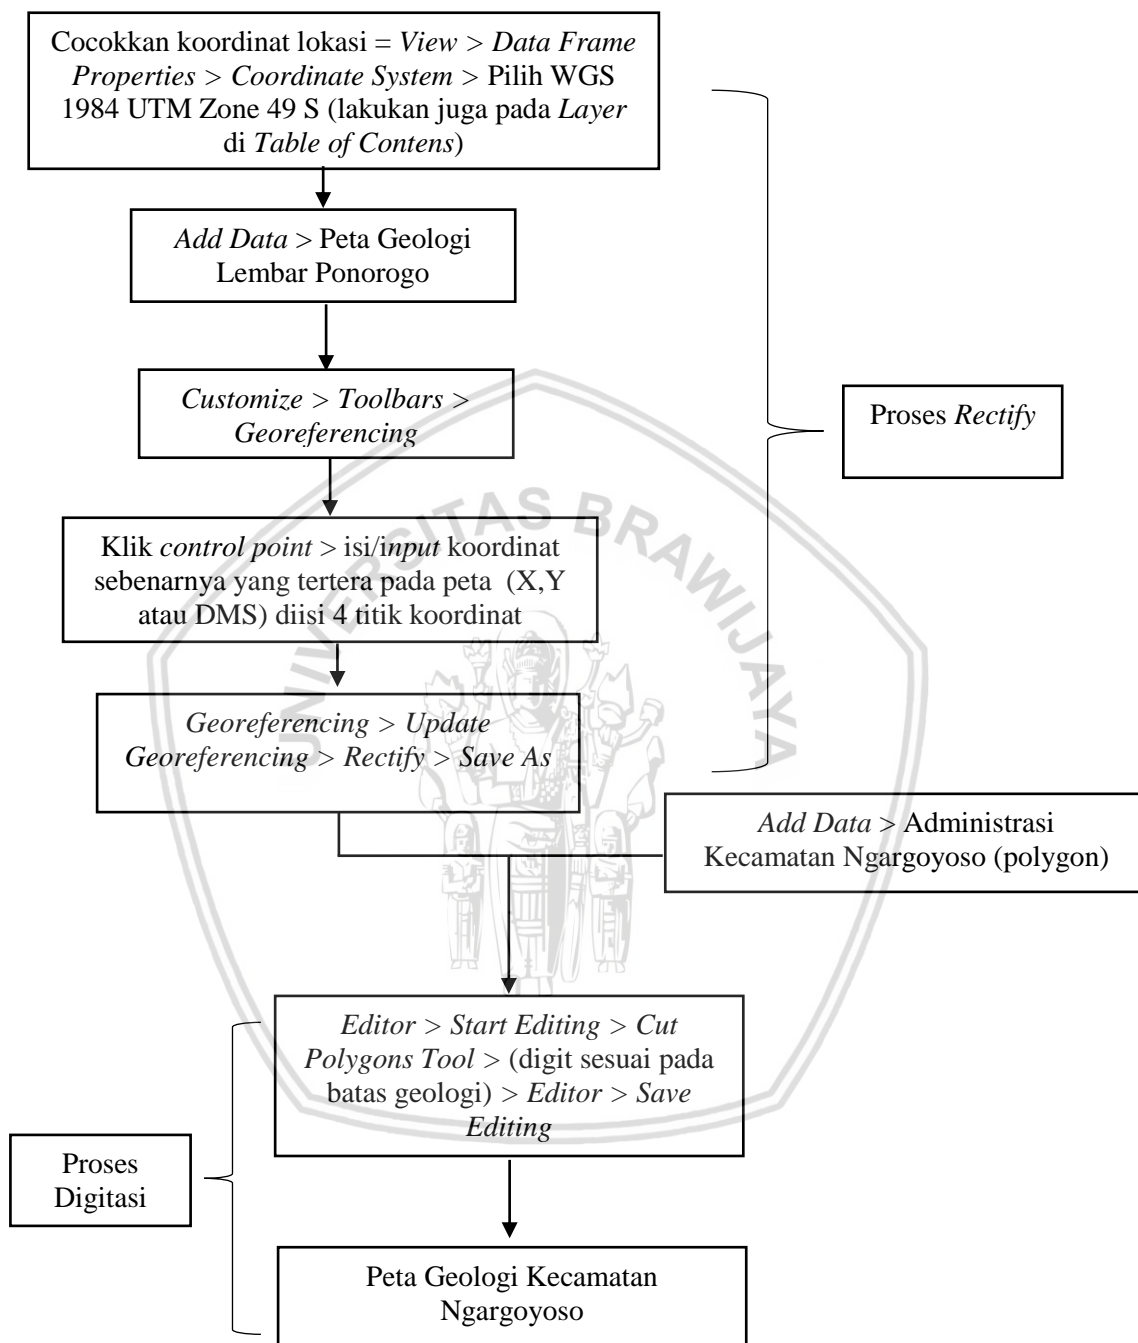 Cocokkan koordinat lokasi = View > Data Frame
Properties > Coordinate System > Pilih WGS
1984 UTM Zone 49 S (lakukan juga pada Layer
di Table of Contens)
Add Data > Peta Geologi
Lembar Ponorogo
Customize > Toolbars >
Georeferencing
Proses Rectify
Klik control point > isi/input koordinat
sebenarnya yang tertera pada peta  (X,Y
atau DMS) diisi 4 titik koordinat
Georeferencing > Update
Georeferencing > Rectify > Save As
Add Data > Administrasi
Kecamatan Ngargoyoso (polygon)
Editor > Start Editing > Cut
Polygons Tool > (digit sesuai pada
batas geologi) > Editor > Save
Editing
Proses
Digitasi
Peta Geologi Kecamatan
Ngargoyoso
UNIVERSITAS BRAWIJAYA